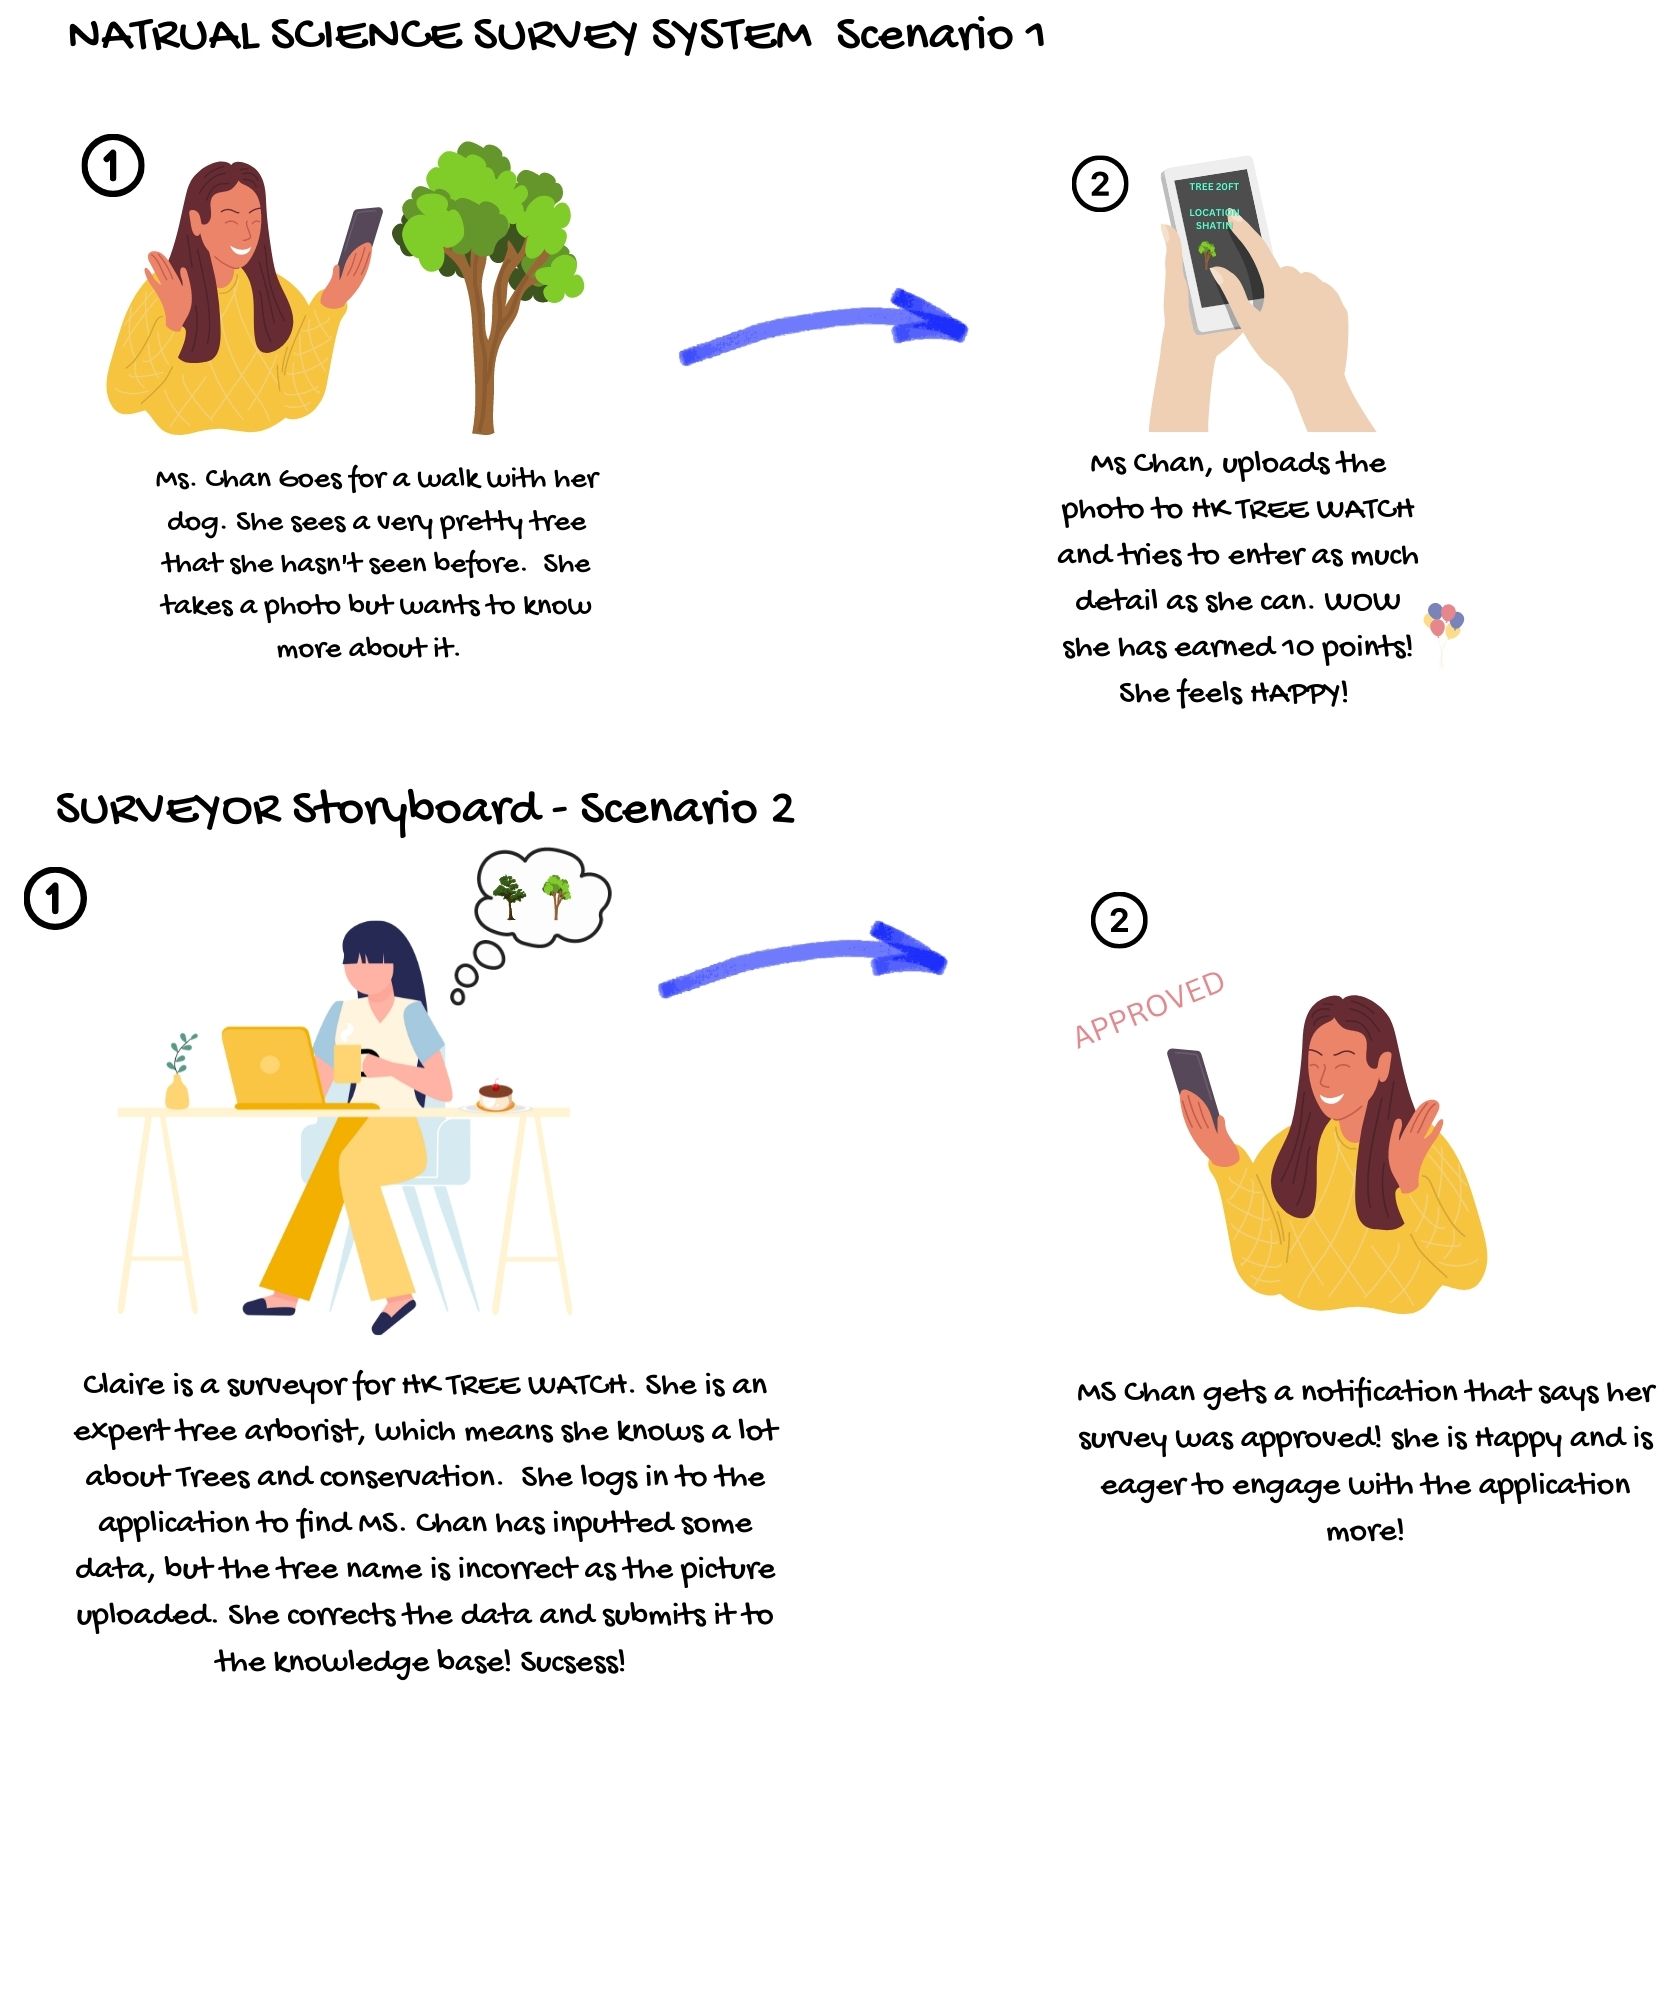 NATRUAL SCIENCE SURVEY SYSTEM Scenario 1
1
Ms. Chan Goes for a walk with her
dog. She sees a very pretty tree
that she hasn't seen before. She
takes a photo but wants to know
more about it.
2
TREE 20FT
LOCATION
SHATIN
Ms Chan, uploads the
photo to HK TREE WATCH
and tries to enter as much
detail as she can. WOW
she has earned 10 points!
She feels HAPPY!
SURVEYOR Storyboard - Scenario 2
1
Claire is a surveyor for HK TREE WATCH. She is an
expert tree arborist, which means she knows a lot
about Trees and conservation. She logs in to the
application to find MS. Chan has inputted some
data, but the tree name is incorrect as the picture
uploaded. She corrects the data and submits it to
the knowledge base! Sucsess!
2
APPROVED
MS Chan gets a notification that says her
survey was approved! she is Happy and is
eager to engage with the application
more!